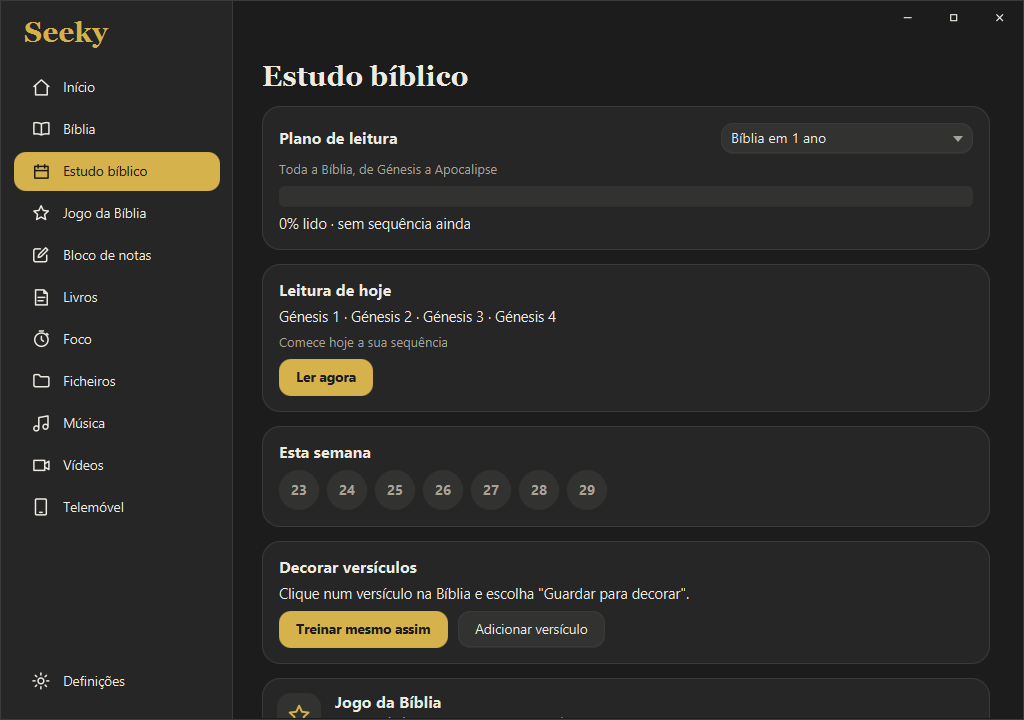 Seeky
Início
Bíblia
Estudo bíblico
Jogo da Bíblia
Bloco de notas
Livros
Foco
Ficheiros
Música
Vídeos
Telemóvel
Definições
Estudo bíblico
Plano de leitura
Bíblia em 1 ano
Toda a Bíblia, de Génesis a Apocalipse
0% lido · sem sequência ainda
Leitura de hoje
Génesis 1 · Génesis 2 · Génesis 3 · Génesis 4
Comece hoje a sua sequência
Ler agora
Esta semana
23 24 25 26 27 28 29
Decorar versículos
Clique num versículo na Bíblia e escolha "Guardar para decorar".
Treinar mesmo assim
Adicionar versículo
Jogo da Bíblia